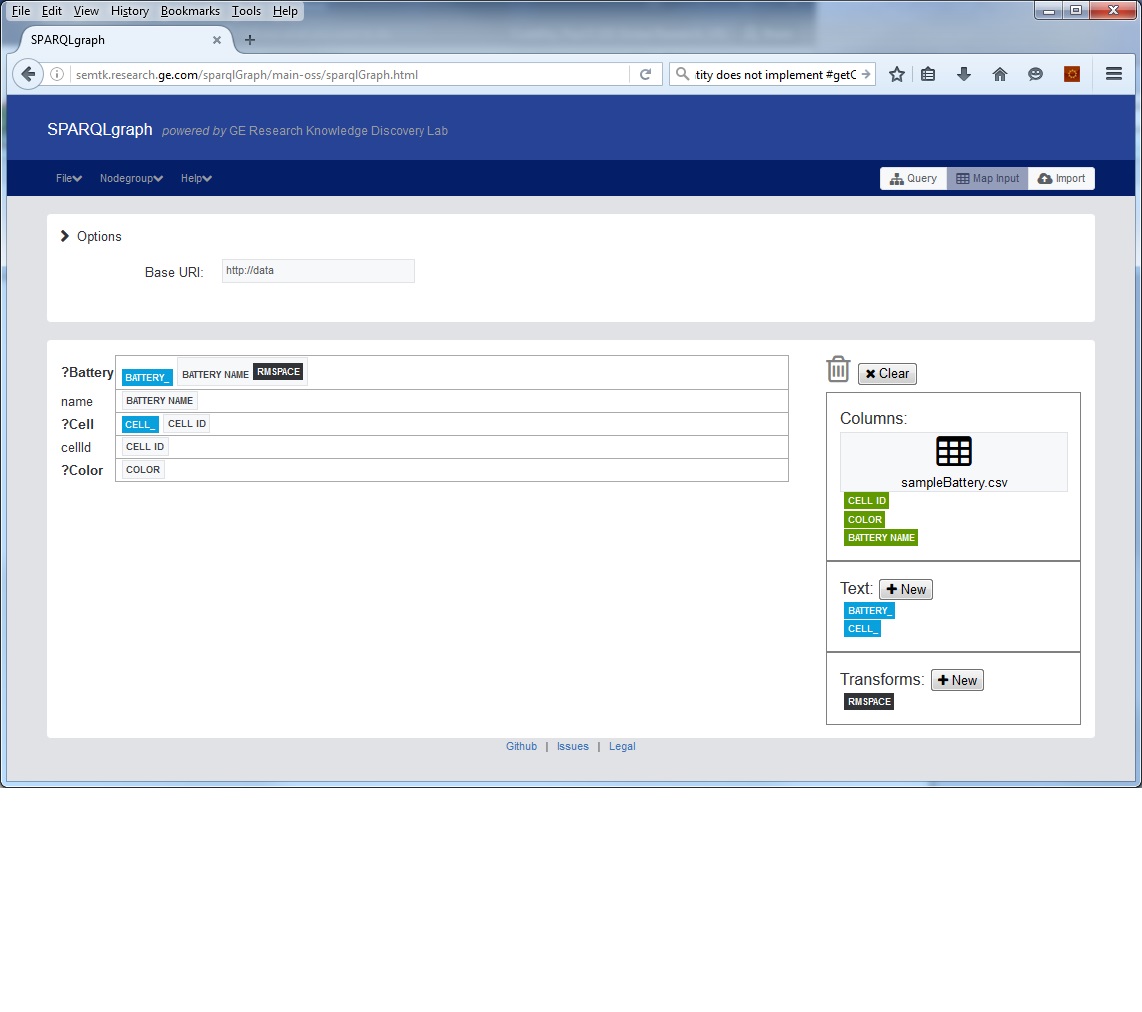 File Edit View History Bookmarks Tools Help
SPARQLgraph
semtk.research.ge.com/sparqlGraph/main-oss/sparqlGraph.html
tity does not implement #getC
SPARQLgraph powered by GE Research Knowledge Discovery Lab
File Nodegroup Help Query Map Input Import
Options
Base URI: http://data
?Battery BATTERY_ BATTERY NAME RMSPACE
name BATTERY NAME
?Cell CELL_ CELL ID
cellId CELL ID
?Color COLOR
Clear
Columns:
sampleBattery.csv
CELL ID
COLOR
BATTERY NAME
Text: New
BATTERY_
CELL_
Transforms: New
RMSPACE
Github | Issues | Legal